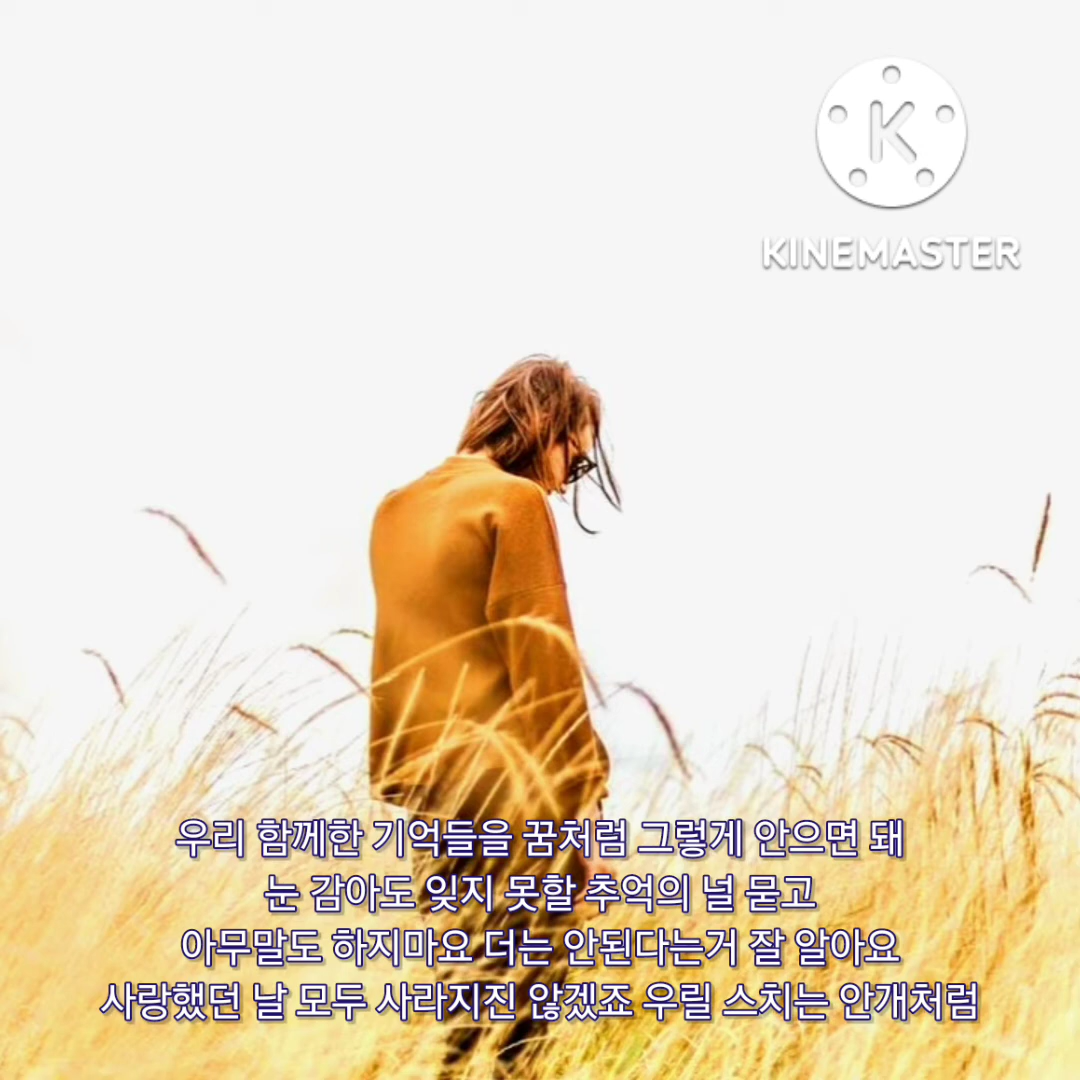 K
KINEMASTER
우리 함께한 기억들을 꿈처럼 그렇게 안으면 돼
눈 감아도 잊지 못할 추억의 널 묻고
아무말도 하지마요 더는 안된다는거 잘 알아요
사랑했던 날 모두 사라지진 않겠죠 우릴 스치는 안개처럼